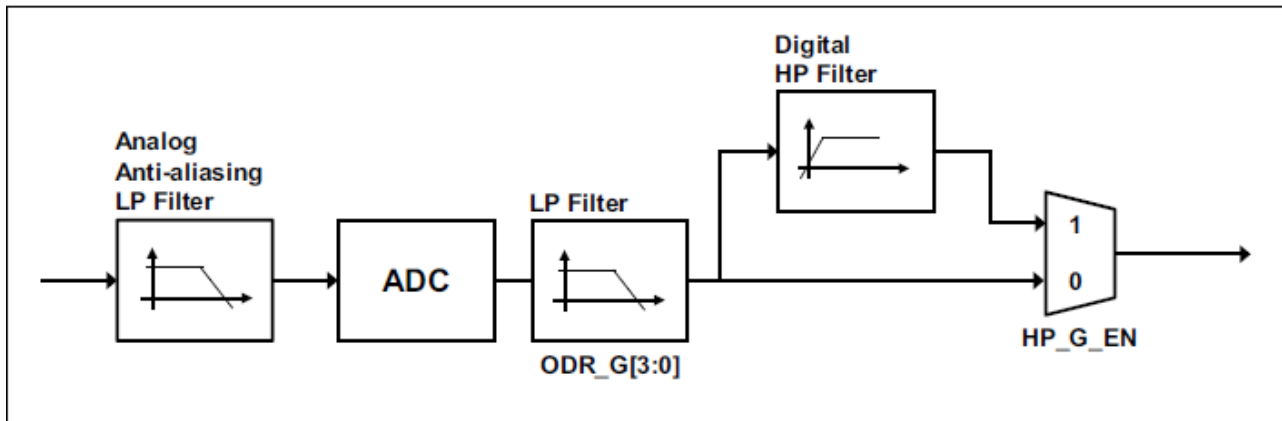 Digital
HP Filter
Analog
Anti-aliasing
LP Filter
ADC
LP Filter
ODR_G[3:0]
1
0
HP_G_EN